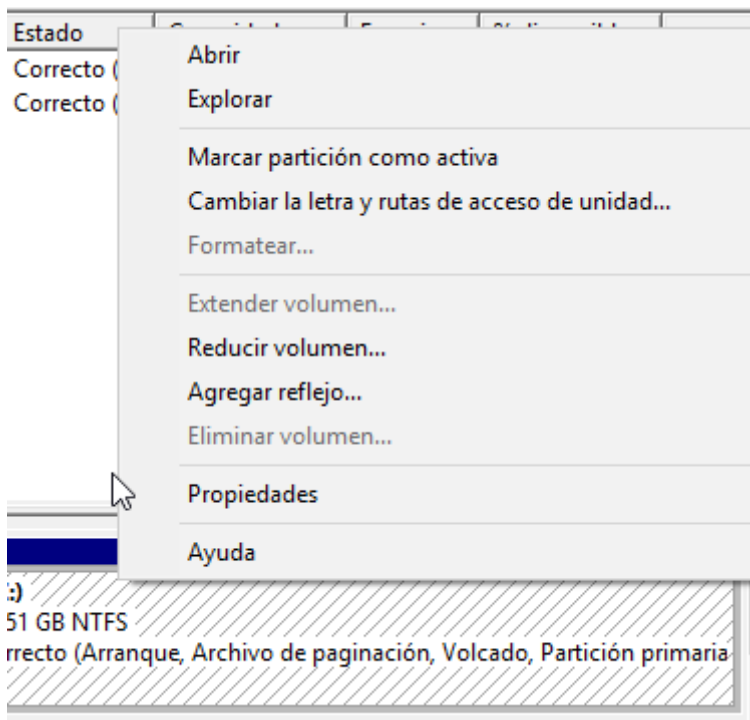 Estado
Correcto (
Correcto (
Abrir
Explorar
Marcar partición como activa
Cambiar la letra y rutas de acceso de unidad...
Formatear...
Extender volumen...
Reducir volumen...
Agregar reflejo...
Eliminar volumen...
Propiedades
Ayuda
:)
51 GB NTFS
rrecto (Arranque, Archivo de paginación, Volcado, Partición primaria